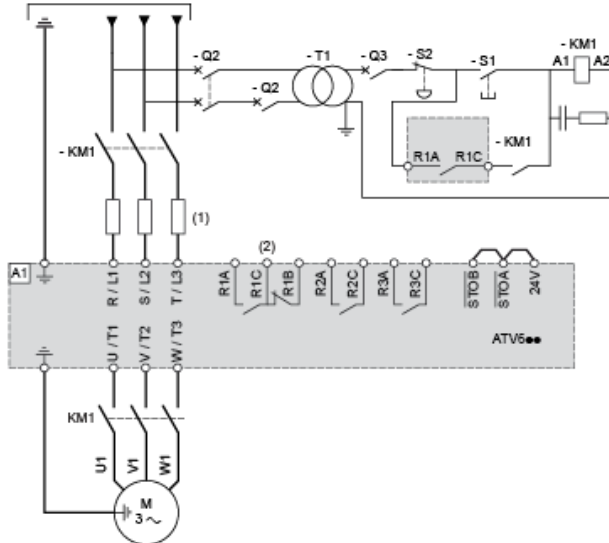 - Q2
- T1
- Q3
- S2
- S1
- KM1
A1
A2
- Q2
- KM1
R1A
R1C
- KM1
(1)
(2)
A1
R / L1
S / L2
T / L3
R1A
R1C
R1B
R2A
R2C
R3A
R3C
STOB
STOA
24V
U / T1
V / T2
W / T3
ATV6●●
KM1
U1
V1
W1
M
3 ~